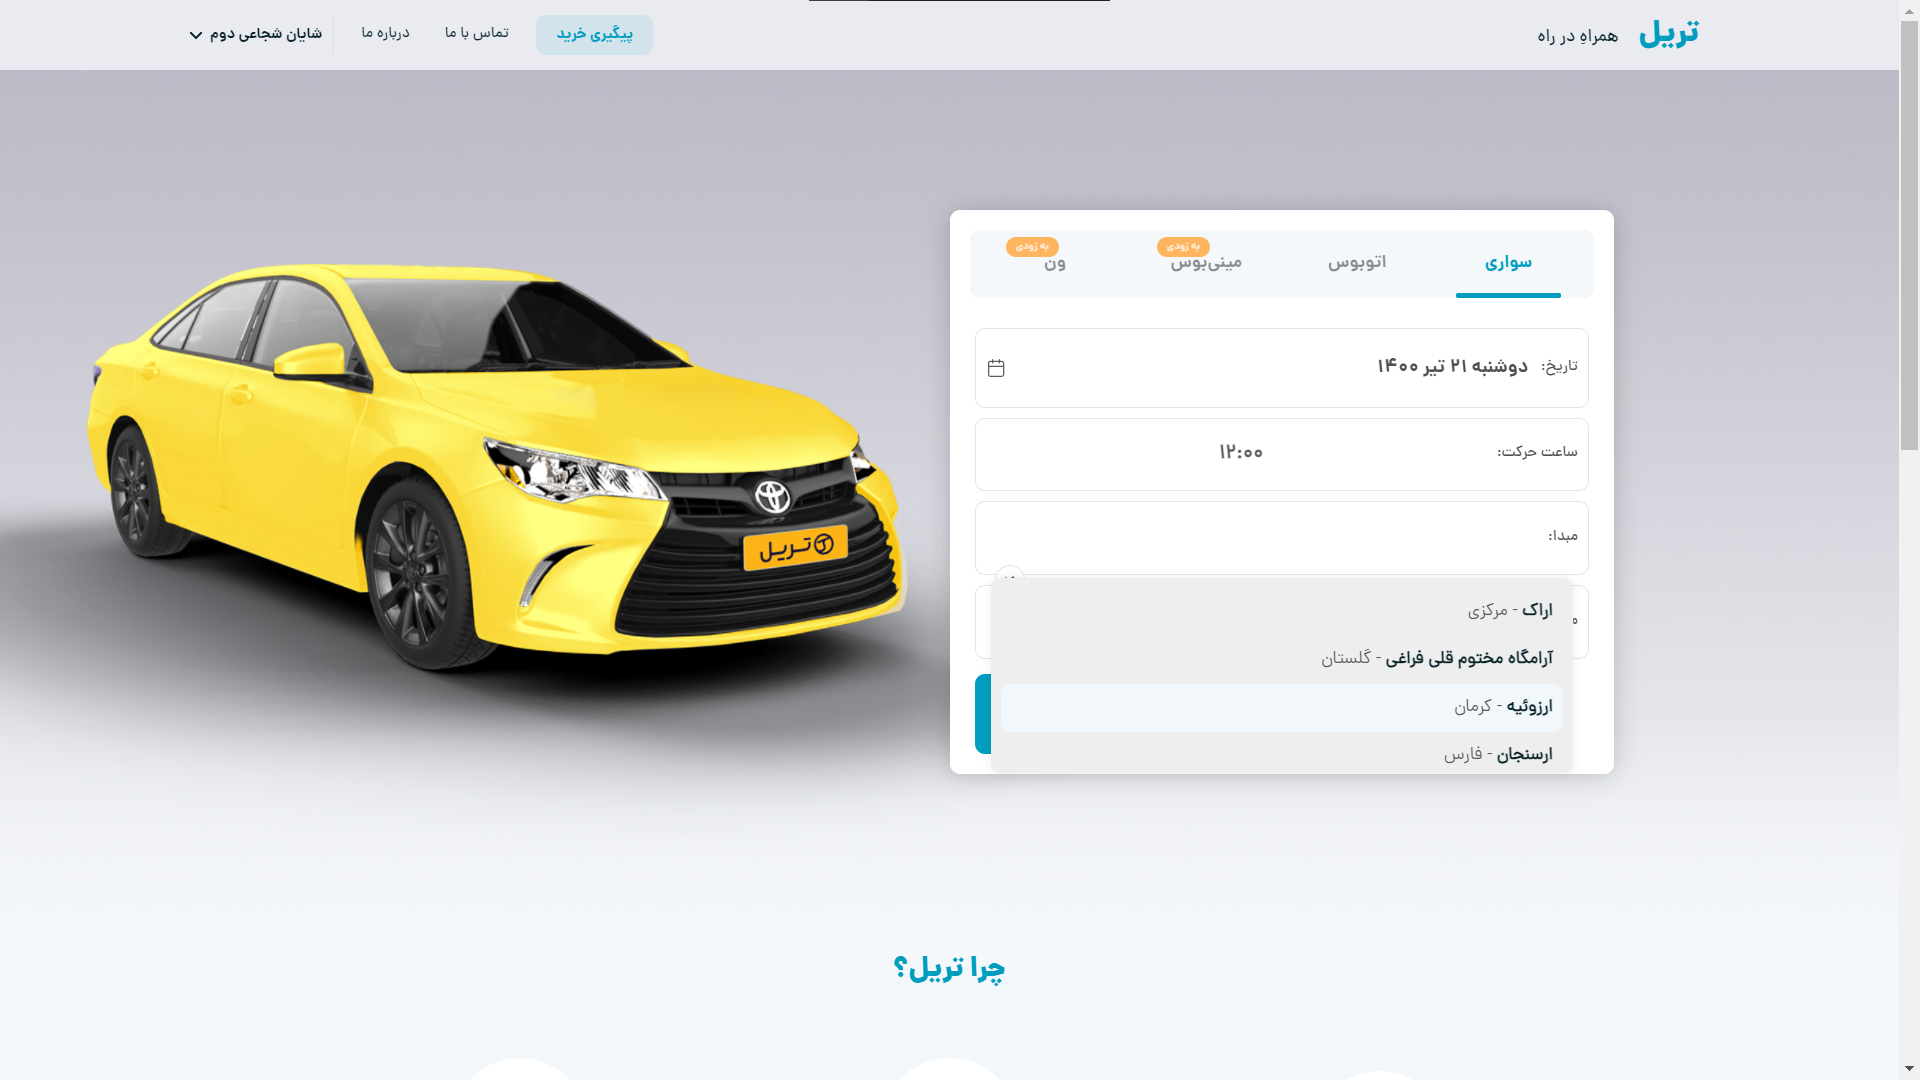 تریل
همراهِ در راه
پیگیری خرید
تماس با ما
درباره ما
شایان شجاعی دوم
سواری
اتوبوس
مینی‌بوس
به زودی
ون
به زودی
تاریخ:
دوشنبه ۲۱ تیر ۱۴۰۰
ساعت حرکت:
۱۲:۰۰
مبدا:
اراک - مرکزی
آرامگاه مختوم قلی فراغی - گلستان
ارزوئیه - کرمان
ارسنجان - فارس
تریل
چرا تریل؟